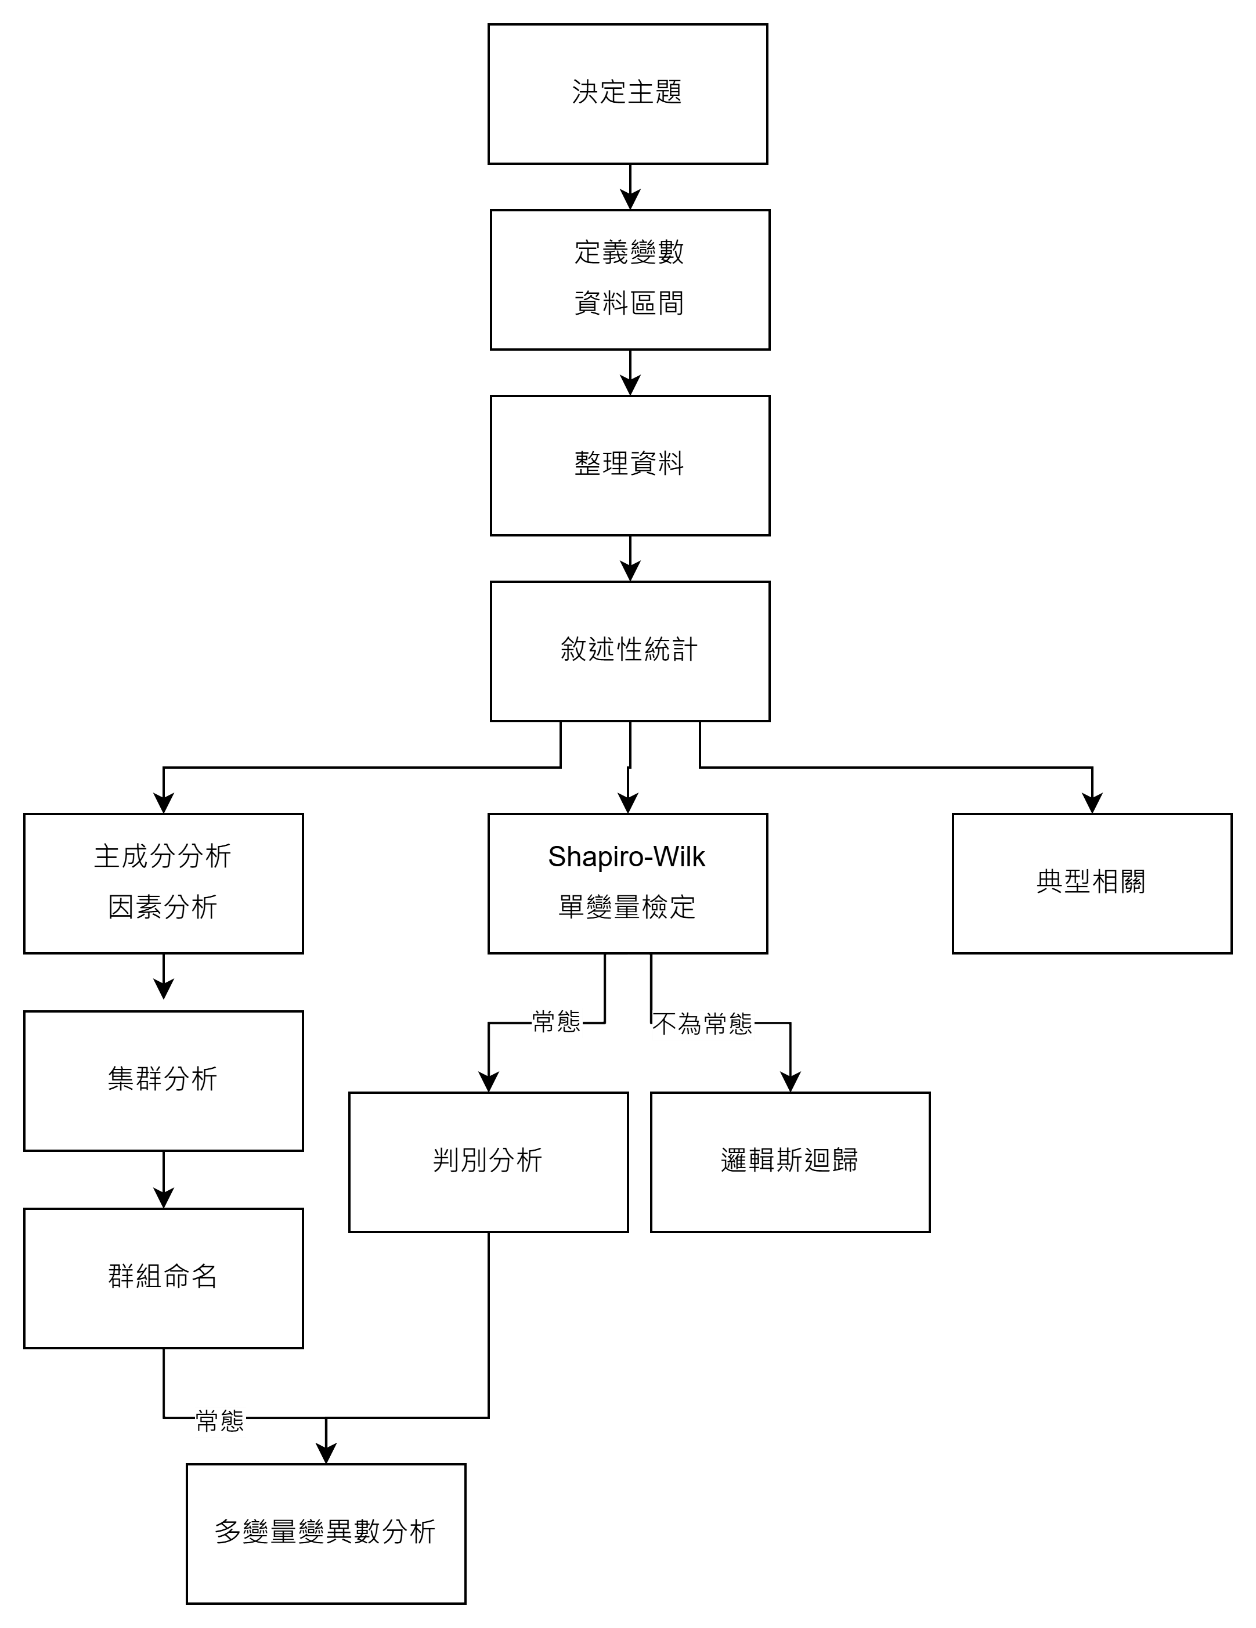 決定主題
定義變數
資料區間
整理資料
敘述性統計
主成分分析
因素分析
Shapiro-Wilk
單變量檢定
典型相關
常態
不為常態
集群分析
判別分析
邏輯斯迴歸
群組命名
常態
多變量變異數分析